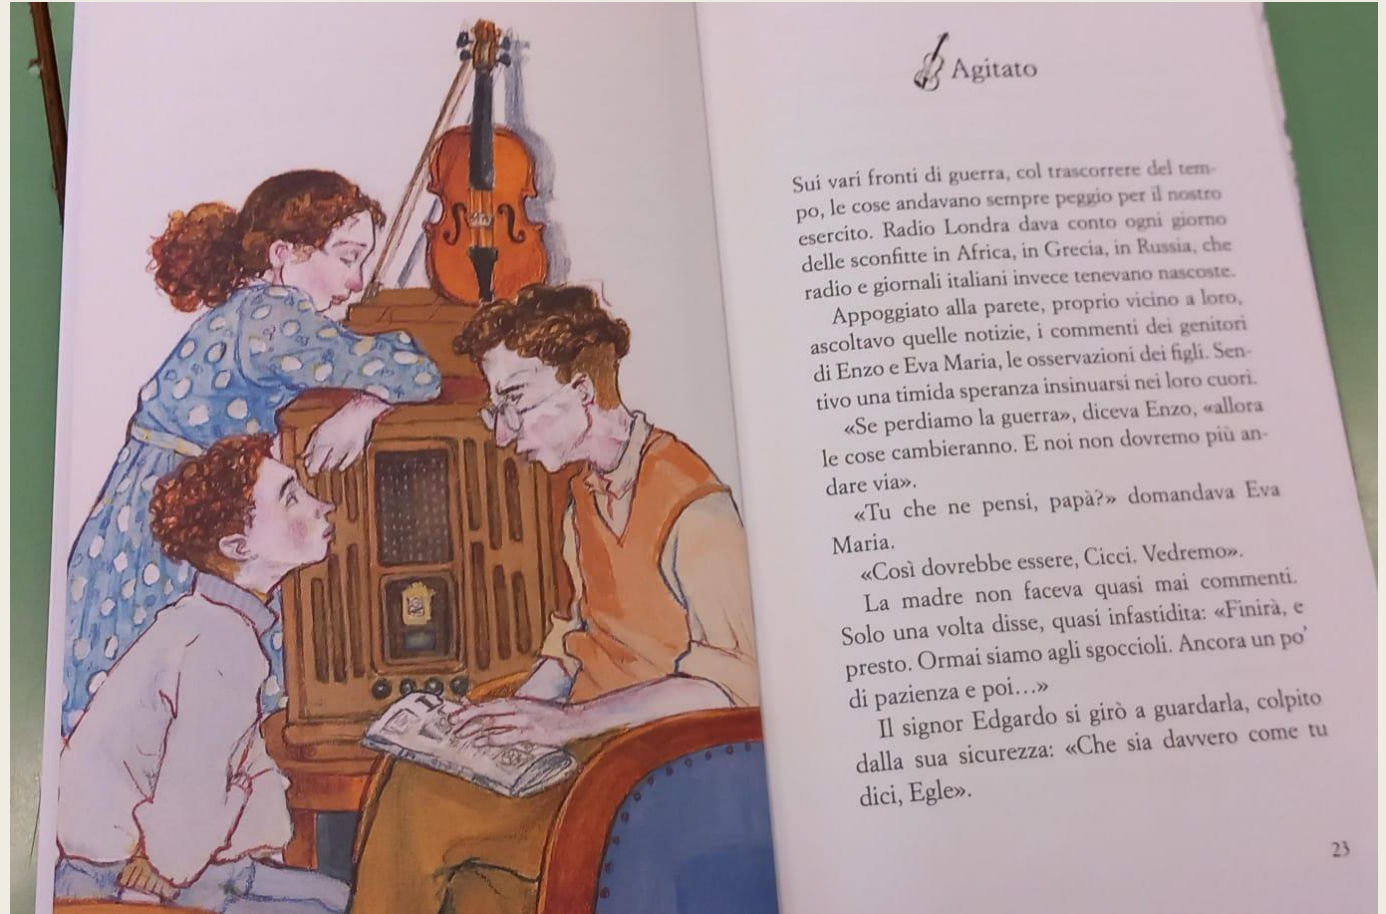 Agitato
Sui vari fronti di guerra, col trascorrere del tem-
po, le cose andavano sempre peggio per il nostro
esercito. Radio Londra dava conto ogni giorno
delle sconfitte in Africa, in Grecia, in Russia, che
radio e giornali italiani invece tenevano nascoste.
Appoggiato alla parete, proprio vicino a loro,
ascoltavo quelle notizie, i commenti dei genitori
di Enzo e Eva Maria, le osservazioni dei figli. Sen-
tivo una timida speranza insinuarsi nei loro cuori.
«Se perdiamo la guerra», diceva Enzo, «allora
le cose cambieranno. E noi non dovremo più an-
dare via».
«Tu che ne pensi, papà?» domandava Eva
Maria.
«Così dovrebbe essere, Cicci. Vedremo».
La madre non faceva quasi mai commenti.
Solo una volta disse, quasi infastidita: «Finirà, e
presto. Ormai siamo agli sgoccioli. Ancora un po'
di pazienza e poi…»
Il signor Edgardo si girò a guardarla, colpito
dalla sua sicurezza: «Che sia davvero come tu
dici, Egle».
23